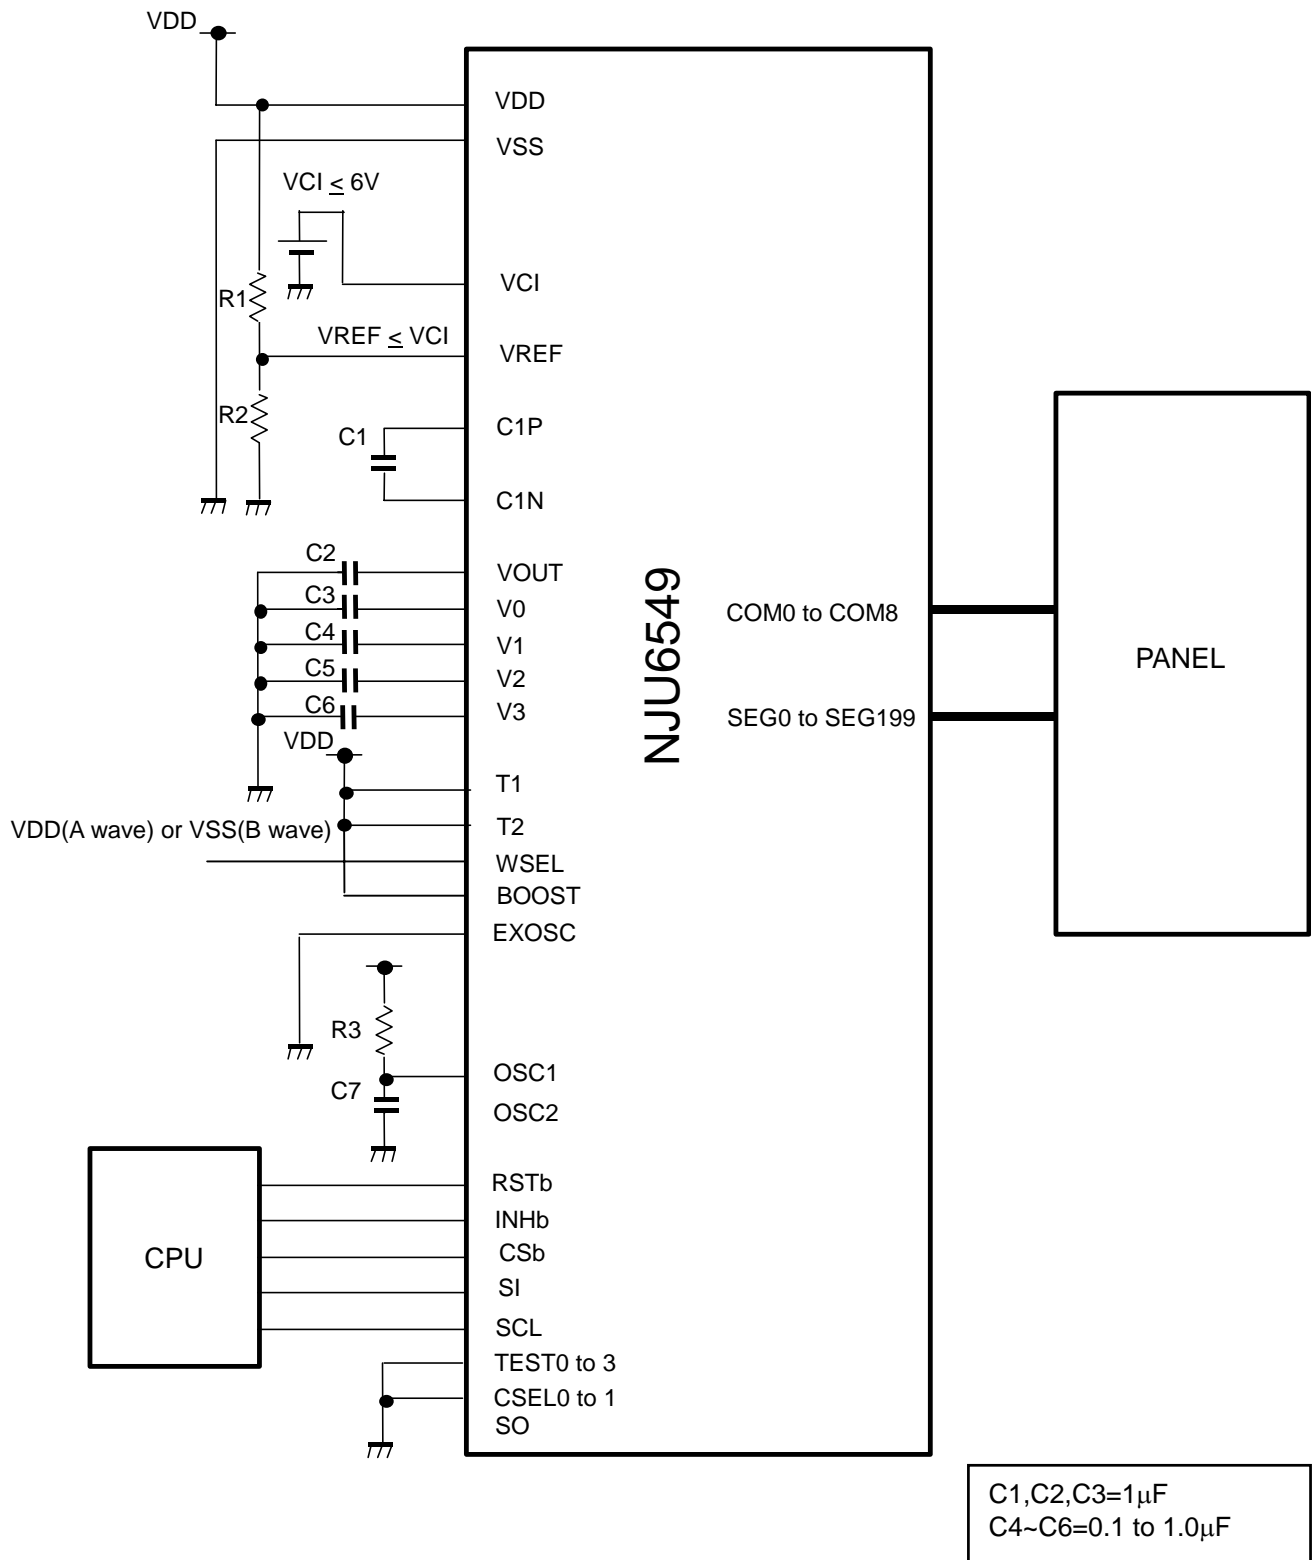 VDD
VDD
VSS
VCI ≤ 6V
VCI
R1
VREF ≤ VCI
VREF
R2
C1
C1P
C1N
C2
VOUT
C3
V0
C4
V1
C5
V2
C6
V3
VDD
T1
VDD(A wave) or VSS(B wave)
T2
WSEL
BOOST
EXOSC
R3
OSC1
C7
OSC2
NJU6549
COM0 to COM8
SEG0 to SEG199
PANEL
CPU
RSTb
INHb
CSb
SI
SCL
TEST0 to 3
CSEL0 to 1
SO
C1,C2,C3=1μF
C4~C6=0.1 to 1.0μF